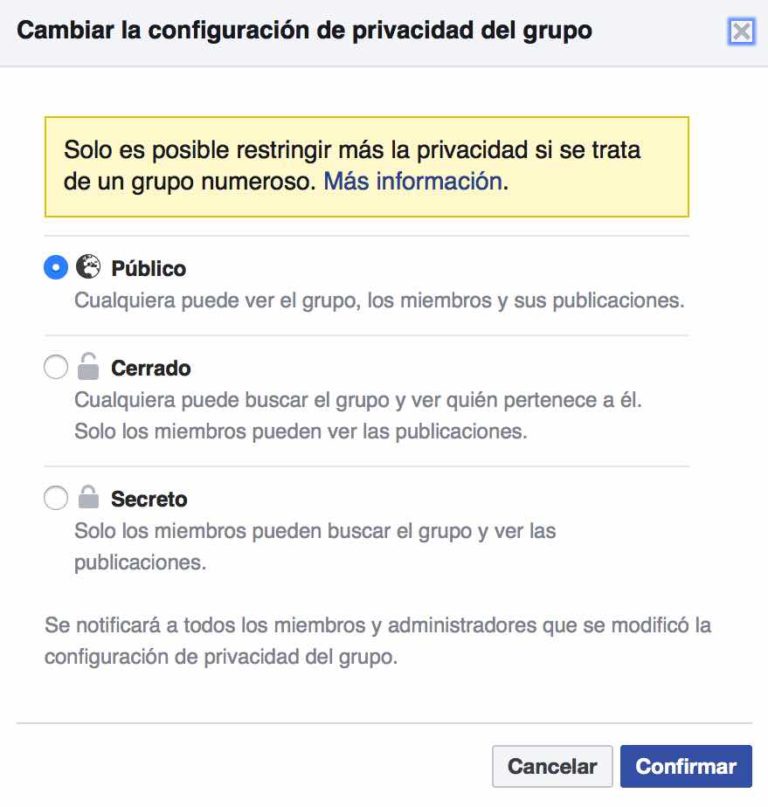 Cambiar la configuración de privacidad del grupo
Solo es posible restringir más la privacidad si se trata
de un grupo numeroso. Más información.
Público
Cualquiera puede ver el grupo, los miembros y sus publicaciones.
Cerrado
Cualquiera puede buscar el grupo y ver quién pertenece a él.
Solo los miembros pueden ver las publicaciones.
Secreto
Solo los miembros pueden buscar el grupo y ver las
publicaciones.
Se notificará a todos los miembros y administradores que se modificó la
configuración de privacidad del grupo.
Cancelar Confirmar